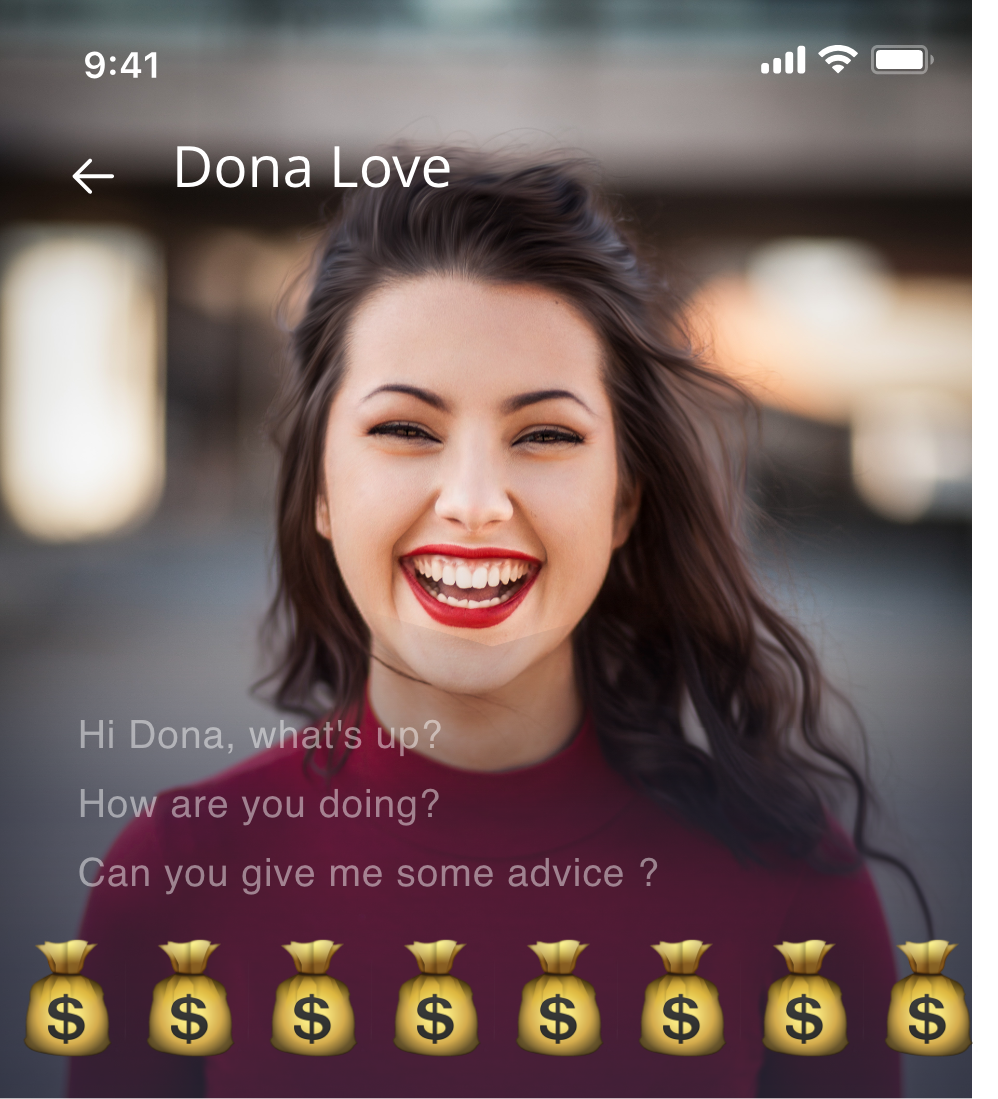 9:41
Dona Love
Hi Dona, what's up?
How are you doing?
Can you give me some advice ?
$ $ $ $ $ $ $ $